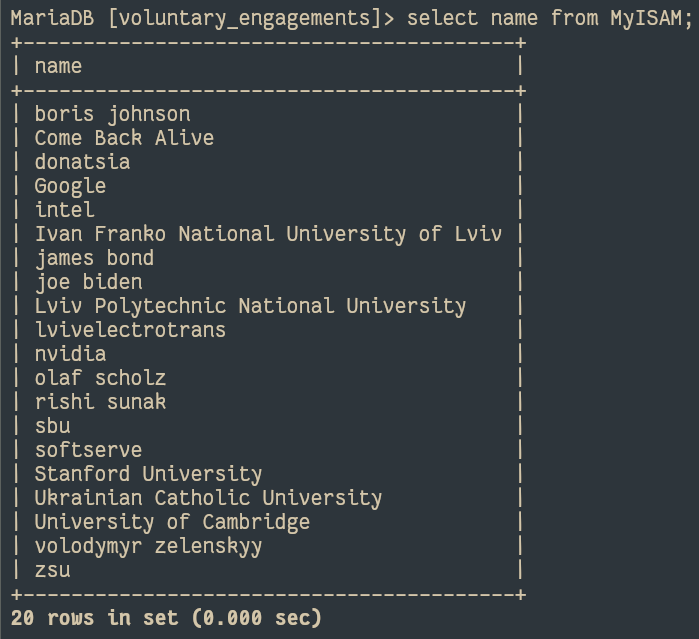 MariaDB [voluntary_engagements]> select name from MyISAM;
+-----------------------------------------+
| name                                    |
+-----------------------------------------+
| boris johnson                           |
| Come Back Alive                         |
| donatsia                                |
| Google                                  |
| intel                                   |
| Ivan Franko National University of Lviv |
| james bond                              |
| joe biden                               |
| Lviv Polytechnic National University    |
| lvivelectrotrans                        |
| nvidia                                  |
| olaf scholz                             |
| rishi sunak                             |
| sbu                                     |
| softserve                               |
| Stanford University                     |
| Ukrainian Catholic University           |
| University of Cambridge                 |
| volodymyr zelenskyy                     |
| zsu                                     |
+-----------------------------------------+
20 rows in set (0.000 sec)